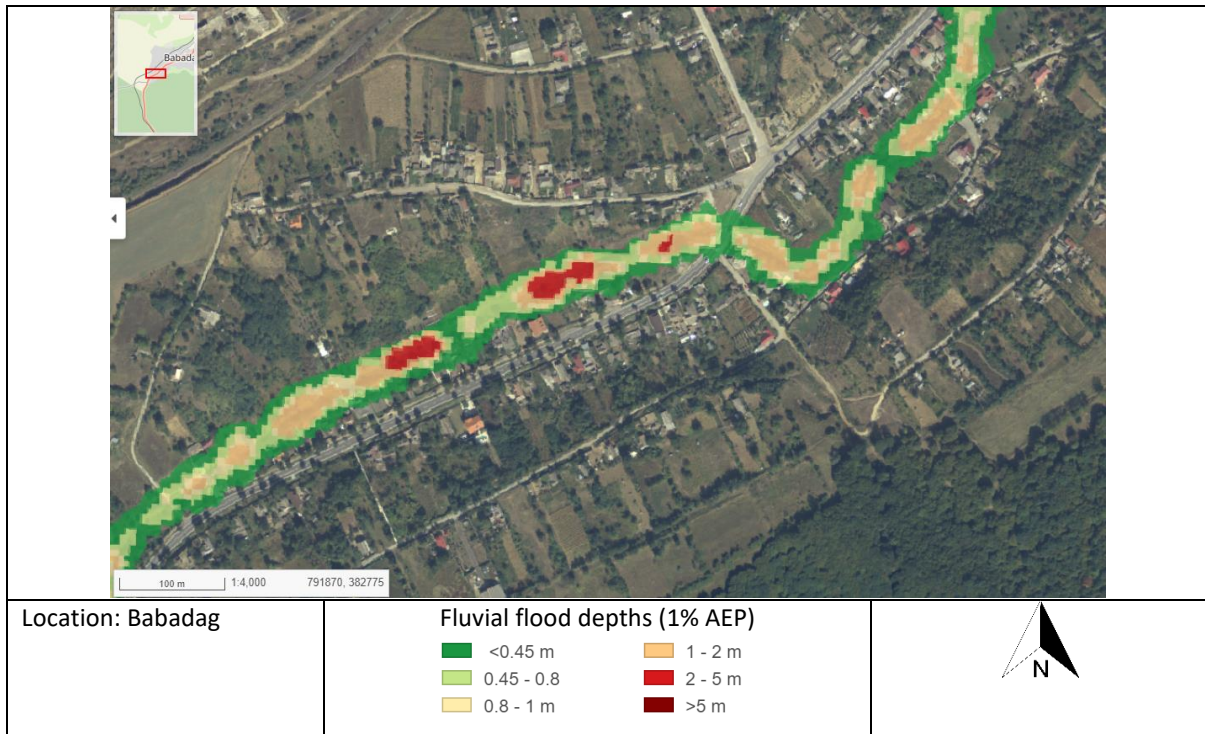 Babada
100 m
1:4,000
791870, 382775
Location: Babadag
Fluvial flood depths (1% AEP)
<0.45 m
1 - 2 m
0.45 - 0.8
2 - 5 m
0.8 - 1 m
>5 m
N